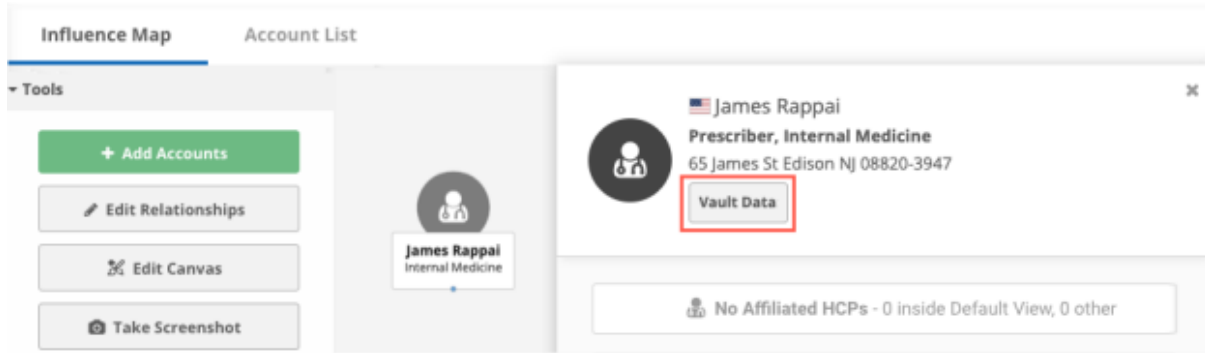 Influence Map
Account List
Tools
+ Add Accounts
Edit Relationships
Edit Canvas
Take Screenshot
James Rappai
Internal Medicine
James Rappai
Prescriber, Internal Medicine
65 James St Edison NJ 08820-3947
Vault Data
No Affiliated HCPs - 0 inside Default View, 0 other